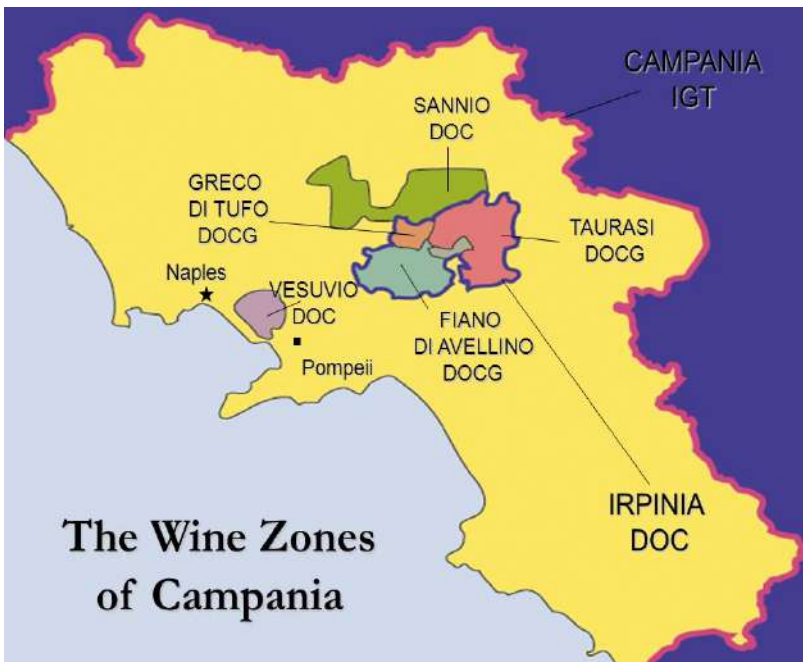 CAMPANIA
IGT
SANNIO
DOC
GRECO
DI TUFO
DOCG
TAURASI
DOCG
Naples
VESUVIO
DOC
FIANO
DI AVELLINO
DOCG
Pompeii
IRPINIA
DOC
The Wine Zones
of Campania